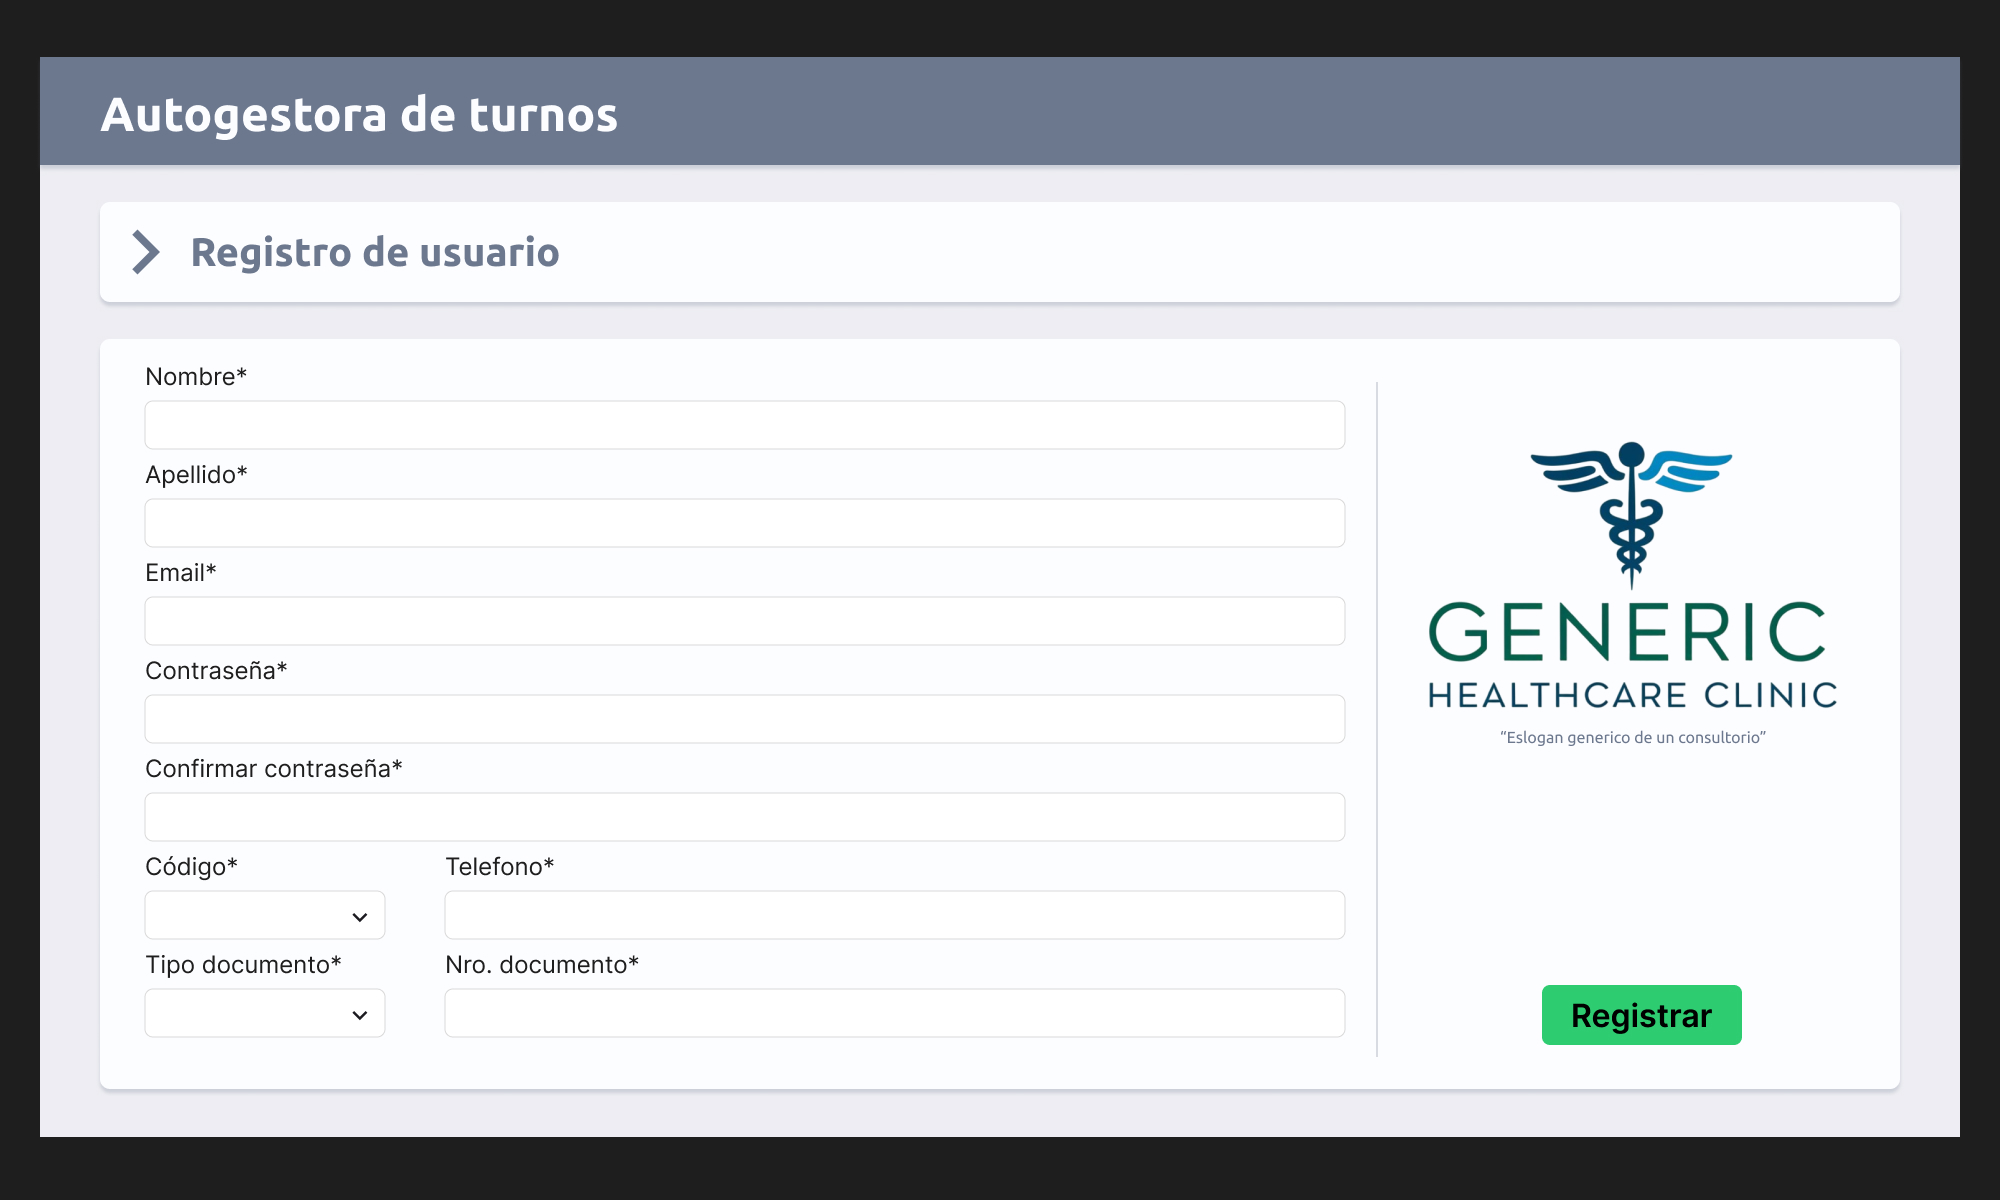 Autogestora de turnos
Registro de usuario
Nombre*
Apellido*
Email*
Contraseña*
Confirmar contraseña*
Código*
Telefono*
Tipo documento*
Nro. documento*
GENERIC
HEALTHCARE CLINIC
“Eslogan generico de un consultorio”
Registrar